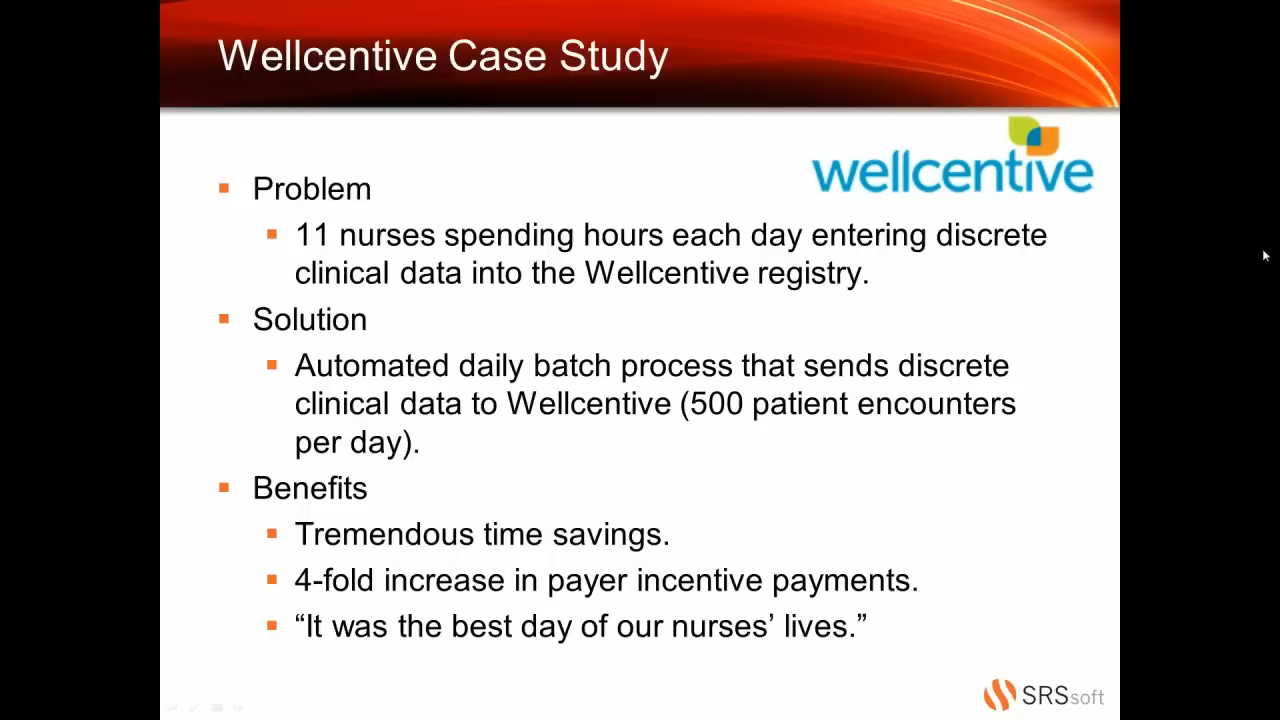 Wellcentive Case Study
wellcentive
Problem
11 nurses spending hours each day entering discrete
clinical data into the Wellcentive registry.
Solution
Automated daily batch process that sends discrete
clinical data to Wellcentive (500 patient encounters
per day).
Benefits
Tremendous time savings.
4-fold increase in payer incentive payments.
“It was the best day of our nurses’ lives.”
SRSsoft